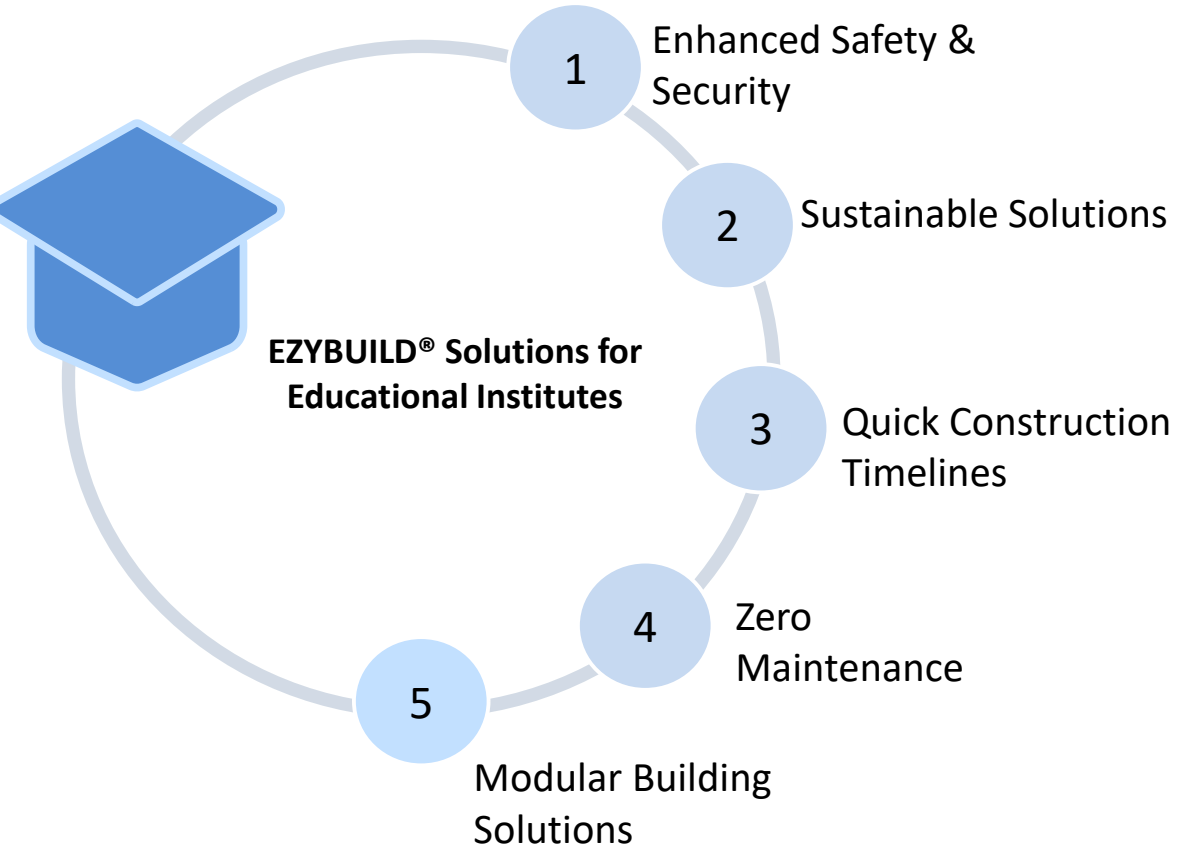 1
Enhanced Safety &
Security
2
Sustainable Solutions
EZYBUILD® Solutions for
Educational Institutes
3
Quick Construction
Timelines
4
Zero
Maintenance
5
Modular Building
Solutions